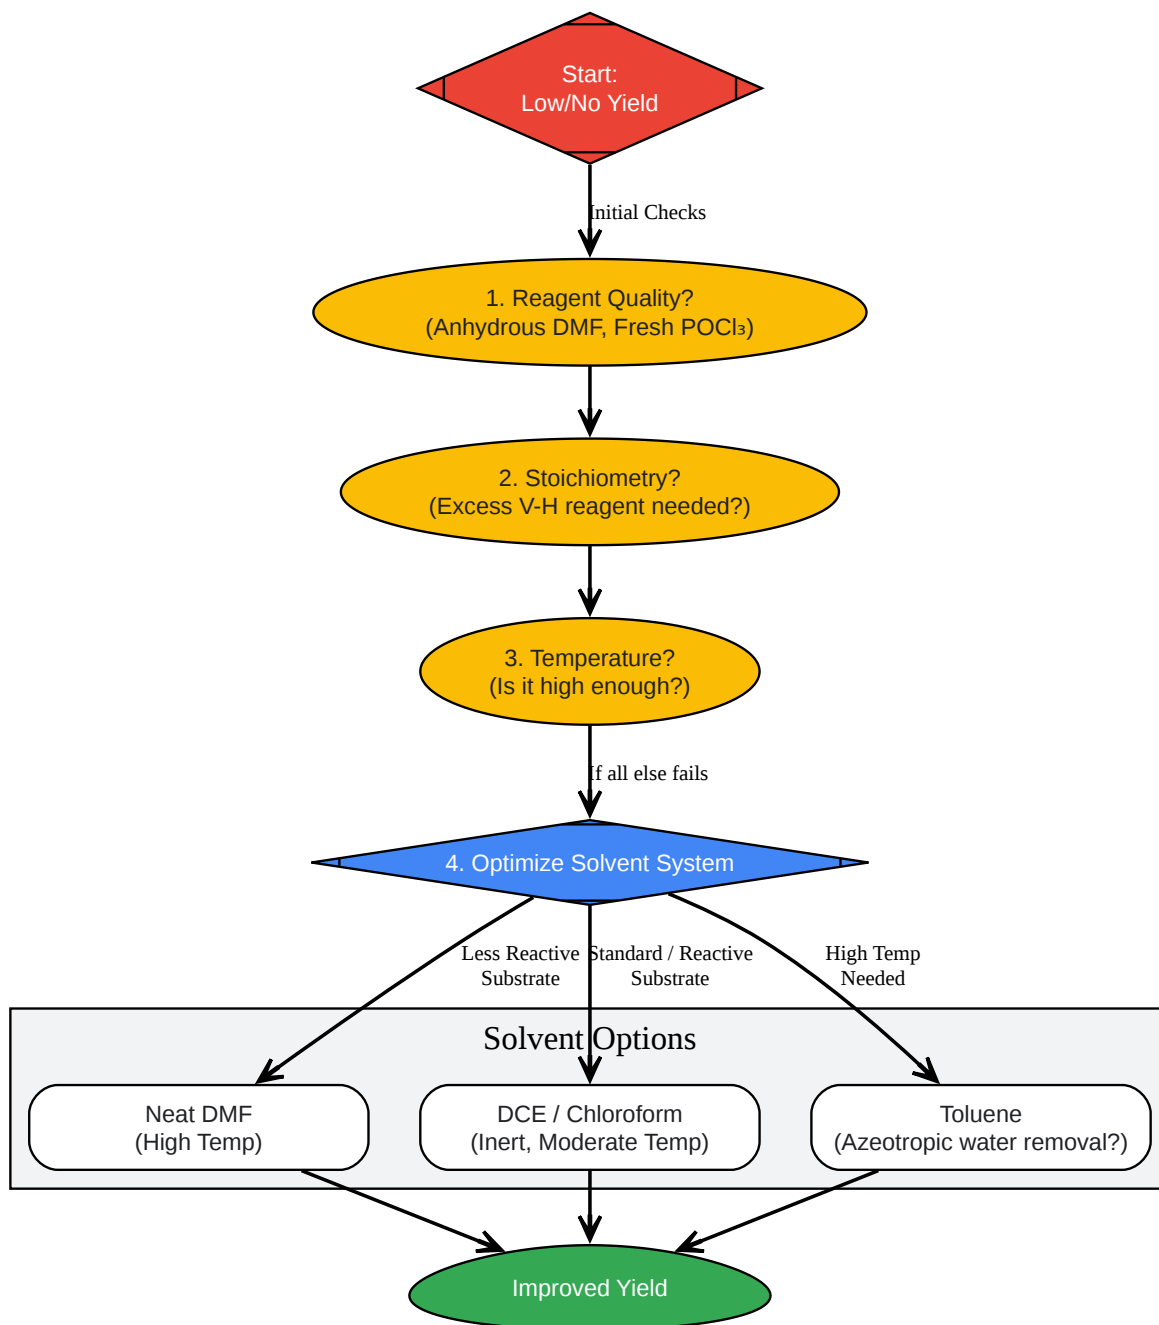 Start:
Low/No Yield
Initial Checks
1. Reagent Quality?
(Anhydrous DMF, Fresh POCl₃)
2. Stoichiometry?
(Excess V-H reagent needed?)
3. Temperature?
(Is it high enough?)
If all else fails
4. Optimize Solvent System
Less Reactive
Substrate
Standard / Reactive
Substrate
High Temp
Needed
Solvent Options
Neat DMF
(High Temp)
DCE / Chloroform
(Inert, Moderate Temp)
Toluene
(Azeotropic water removal?)
Improved Yield